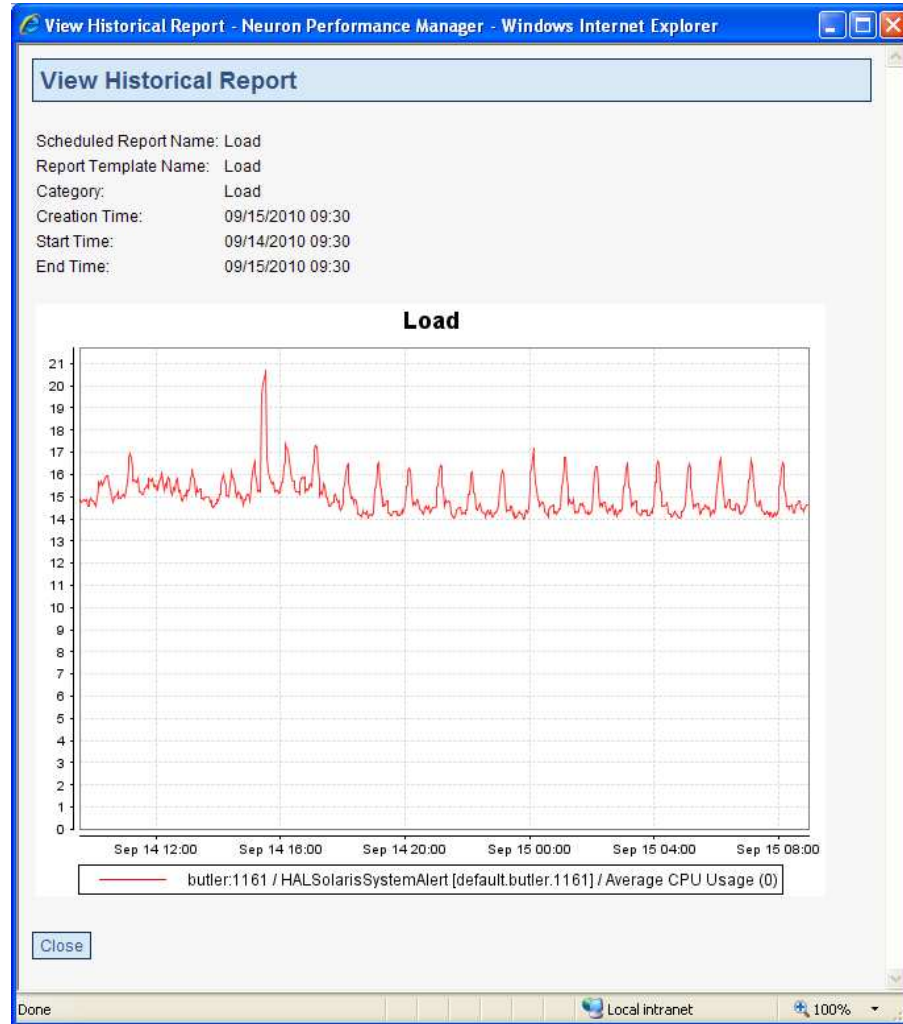 View Historical Report - Neuron Performance Manager - Windows Internet Explorer
View Historical Report
Scheduled Report Name: Load
Report Template Name: Load
Category: Load
Creation Time: 09/15/2010 09:30
Start Time: 09/14/2010 09:30
End Time: 09/15/2010 09:30
Load
21
20
19
18
17
16
15
14
13
12
11
10
9
8
7
6
5
4
3
2
1
0
Sep 14 12:00 Sep 14 16:00 Sep 14 20:00 Sep 15 00:00 Sep 15 04:00 Sep 15 08:00
butler:1161 / HALSolarisSystemAlert [default.butler.1161] / Average CPU Usage (0)
Close
Done Local intranet 100%